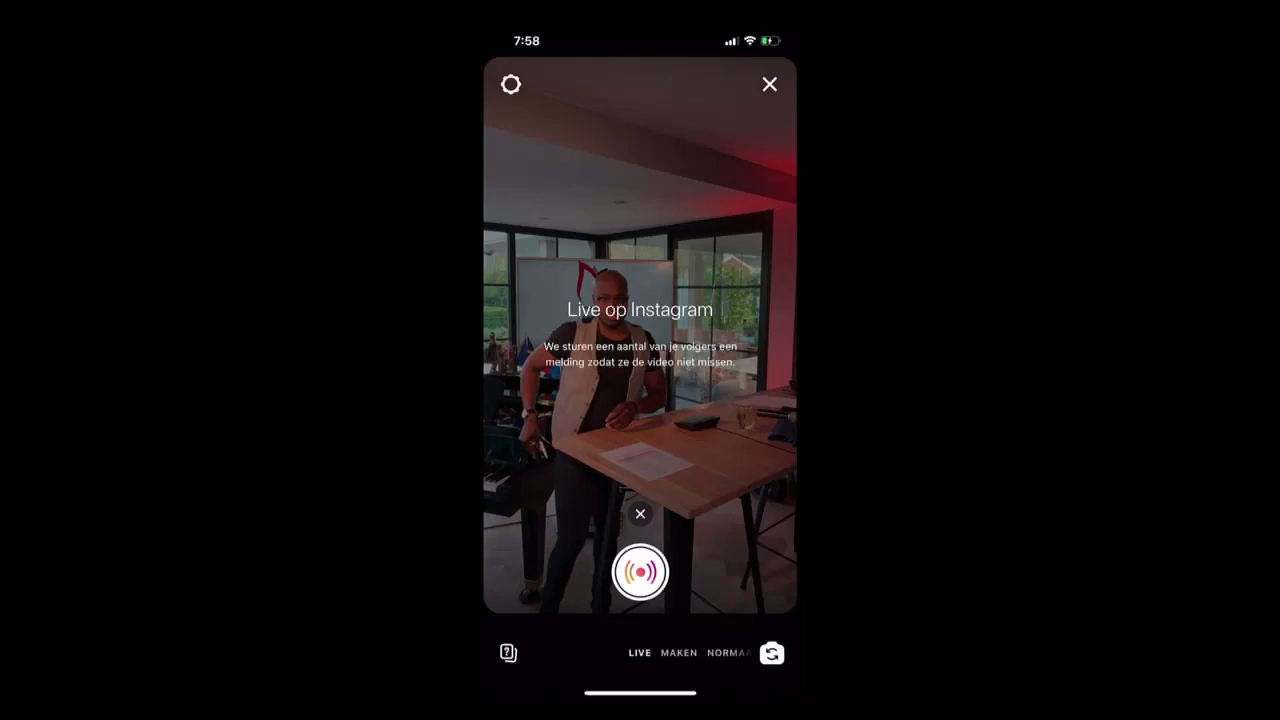 7:58
Live op Instagram
We sturen een aantal van je volgers een
melding zodat ze de video niet missen.
LIVE MAKEN NORMAA